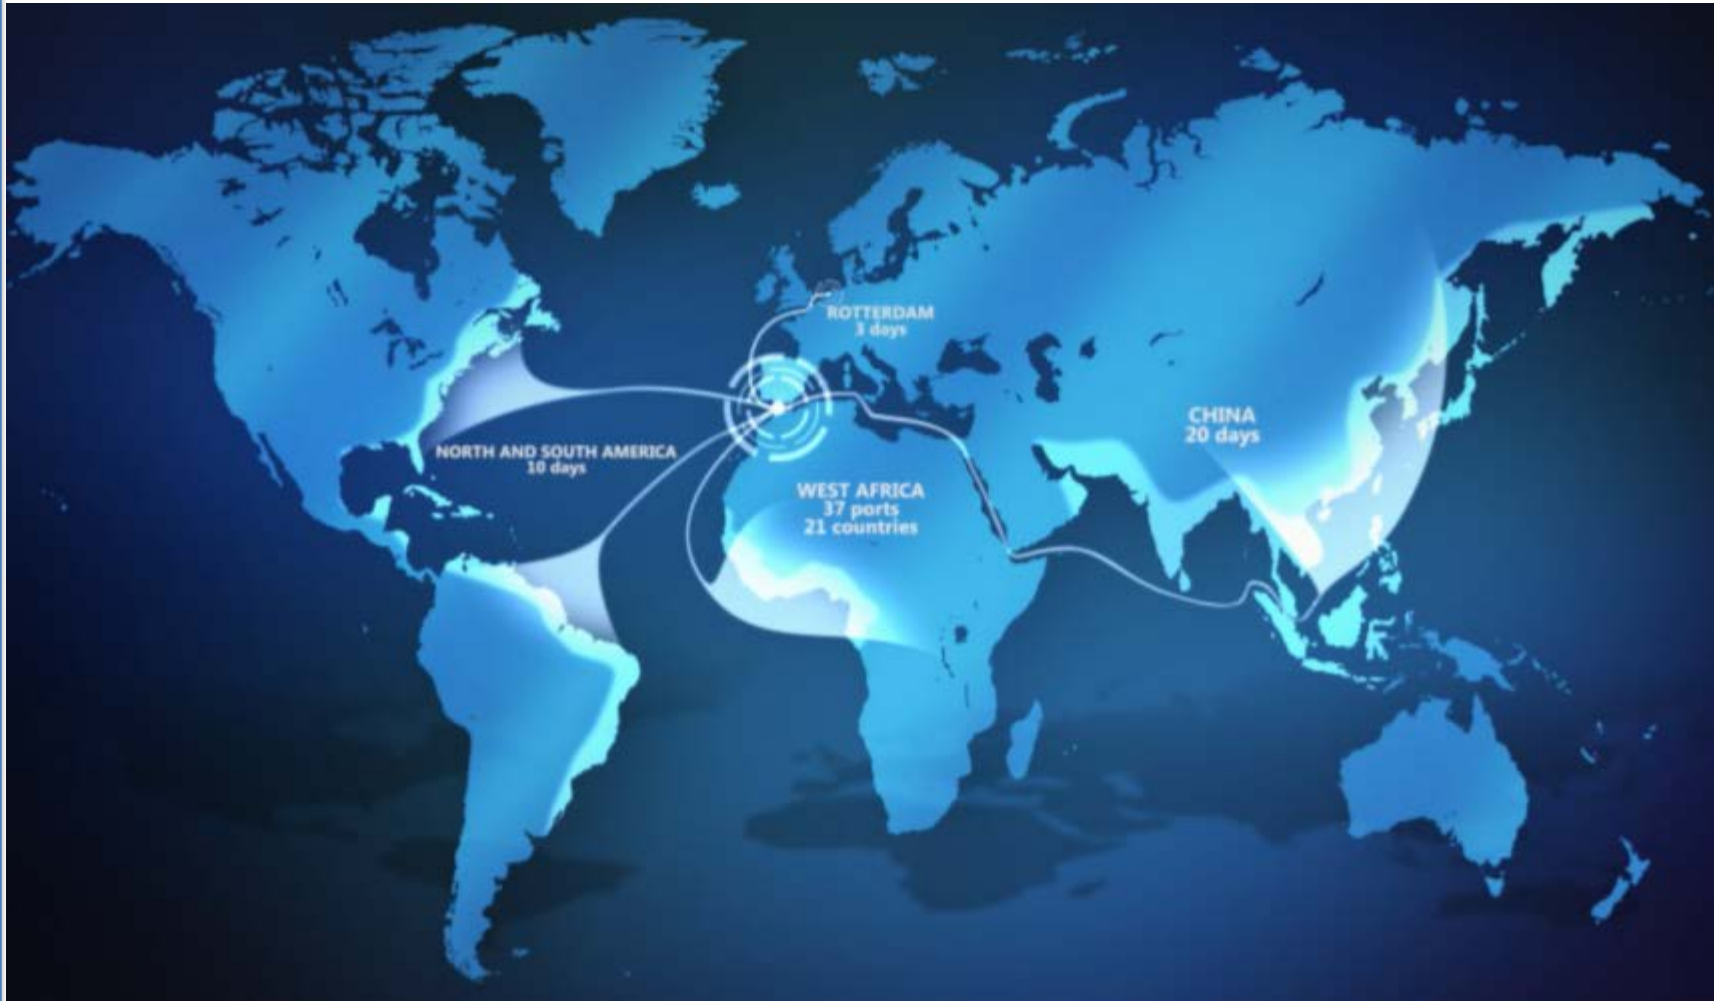 ROTTERDAM
3 days
CHINA
20 days
NORTH AND SOUTH AMERICA
10 days
WEST AFRICA
37 ports
21 countries